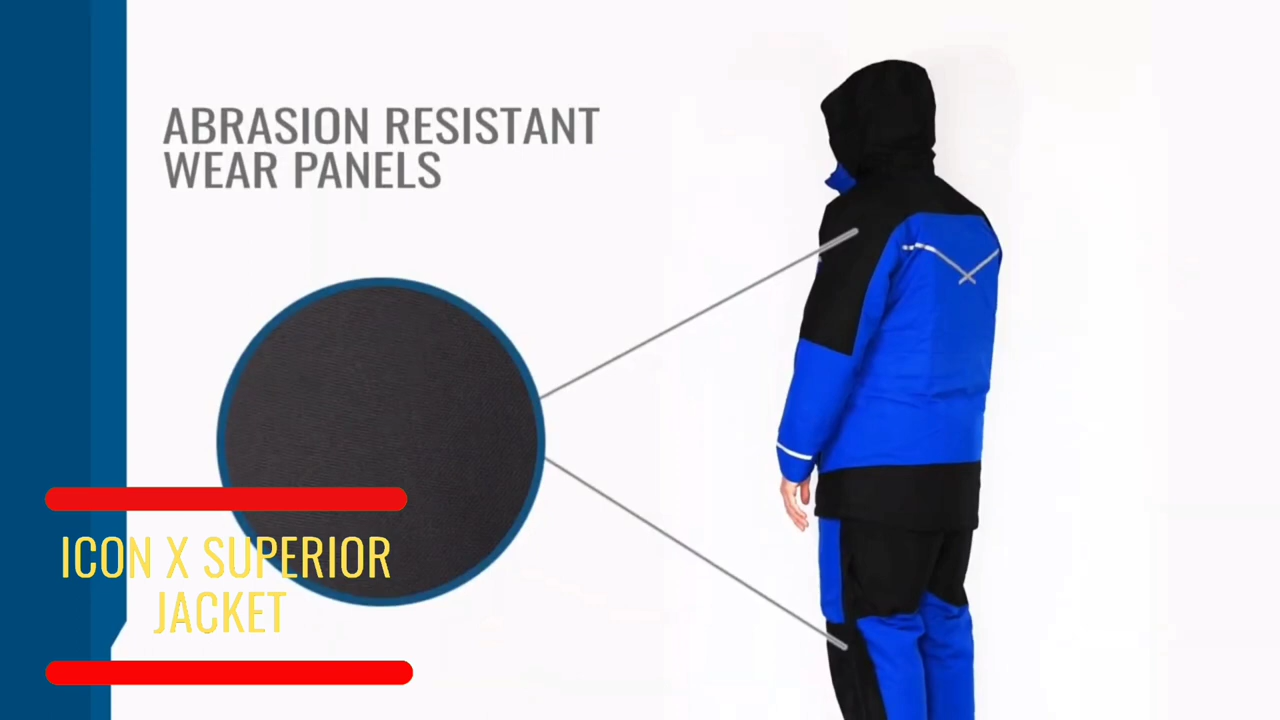 ABRASION RESISTANT
WEAR PANELS
ICON X SUPERIOR
JACKET